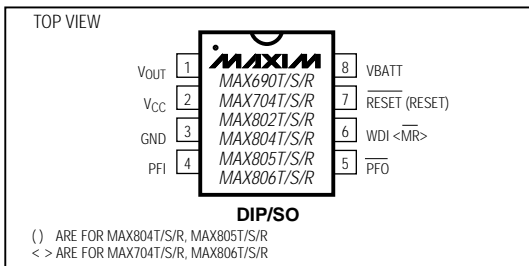 TOP VIEW
VOUT 1
VCC 2
GND 3
PFI 4
MAXIM
MAX690T/S/R
MAX704T/S/R
MAX802T/S/R
MAX804T/S/R
MAX805T/S/R
MAX806T/S/R
8 VBATT
7 RESET (RESET)
6 WDI <MR>
5 PFO
DIP/SO
( ) ARE FOR MAX804T/S/R, MAX805T/S/R
< > ARE FOR MAX704T/S/R, MAX806T/S/R